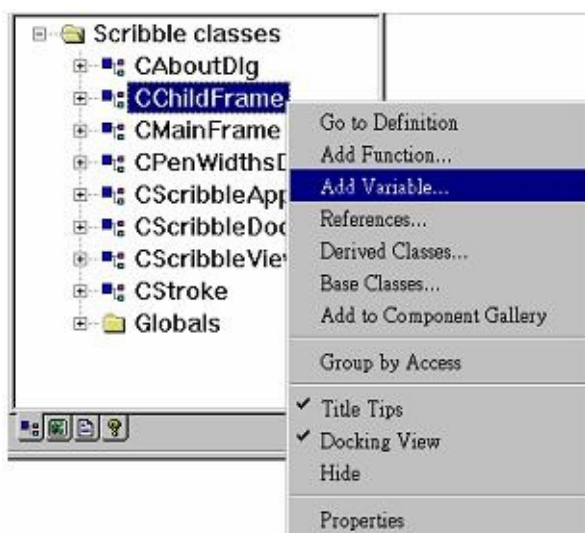 Scribble classes
CAboutDlg
CChildFrame
CMainFrame
CPenWidthsD
CScribbleApp
CScribbleDoc
CScribbleView
CStroke
Globals
Go to Definition
Add Function...
Add Variable...
References...
Derived Classes...
Base Classes...
Add to Component Gallery
Group by Access
Title Tips
Docking View
Hide
Properties